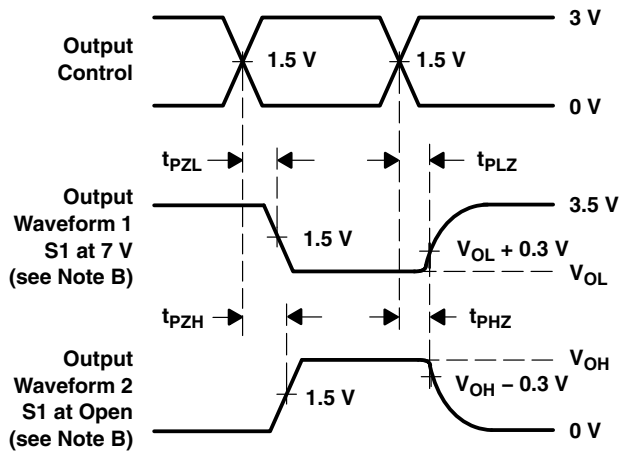 3 V
Output
Control
1.5 V
1.5 V
0 V
tPZL
tPLZ
Output
Waveform 1
S1 at 7 V
(see Note B)
3.5 V
1.5 V
VOL + 0.3 V
VOL
tPZH
tPHZ
Output
Waveform 2
S1 at Open
(see Note B)
VOH
1.5 V
VOH − 0.3 V
0 V